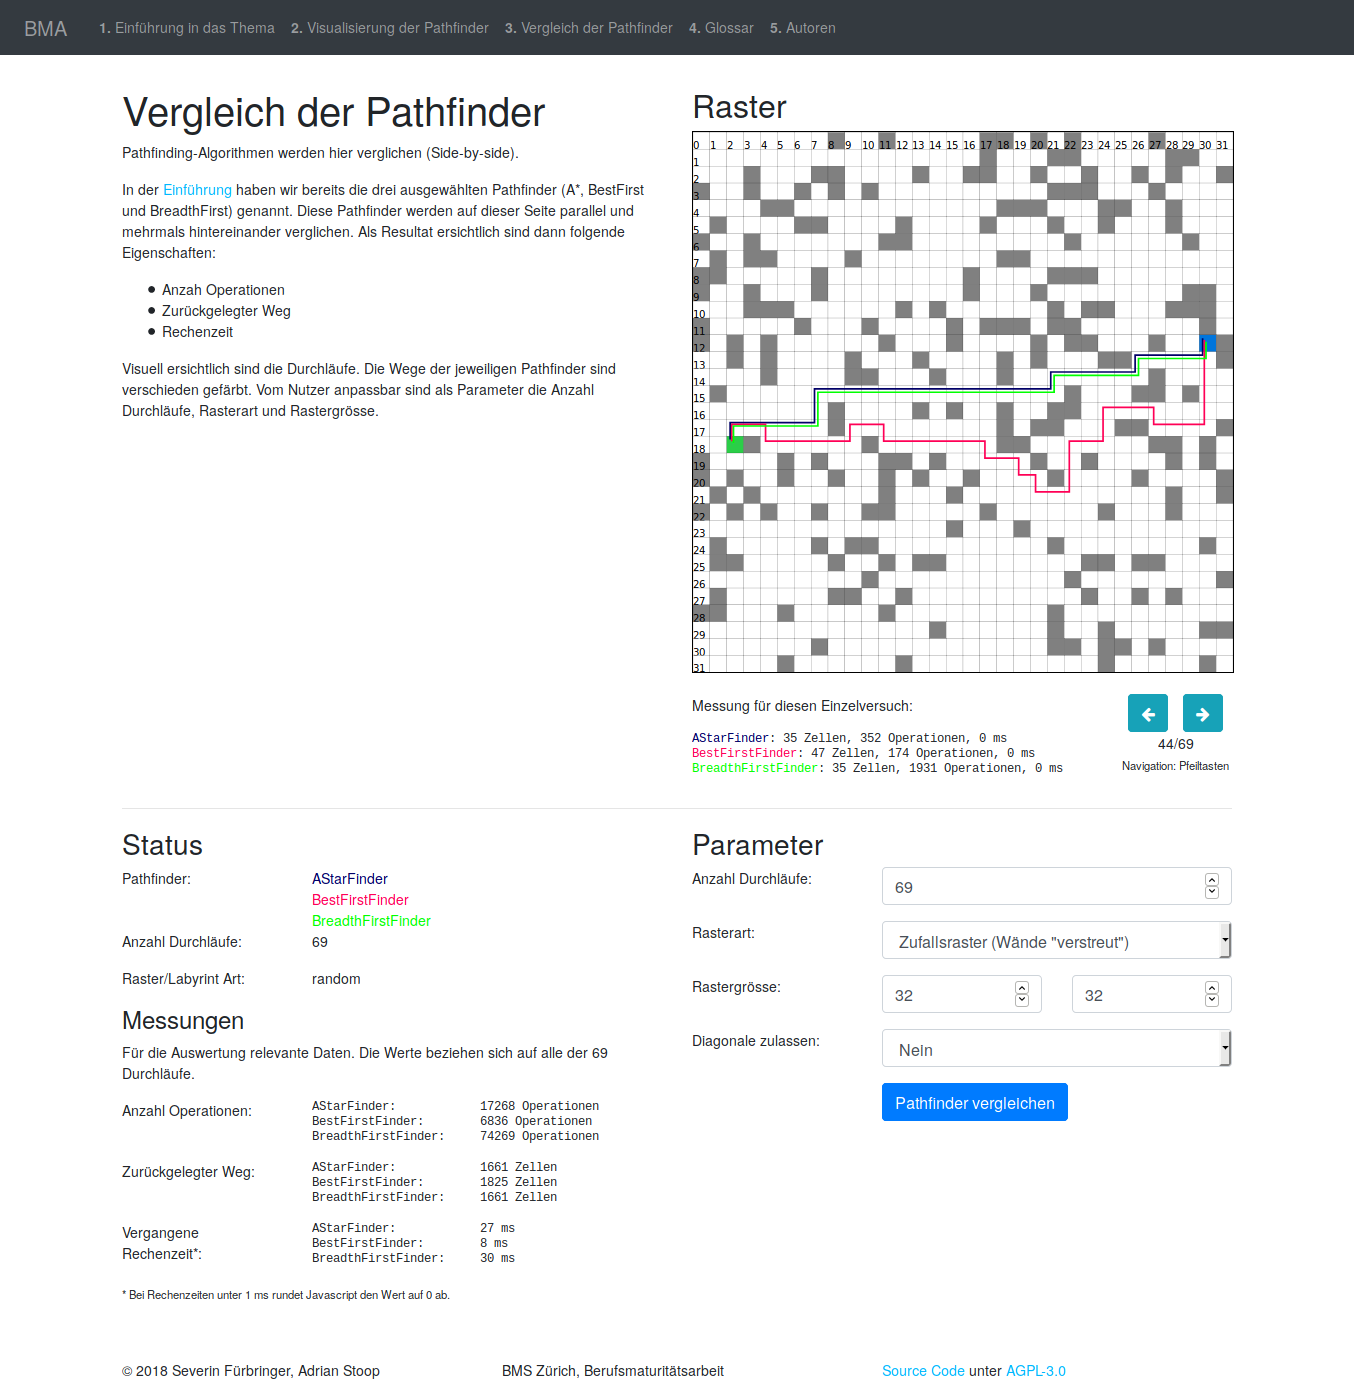 BMA 1. Einführung in das Thema 2. Visualisierung der Pathfinder 3. Vergleich der Pathfinder 4. Glossar 5. Autoren
Vergleich der Pathfinder
Pathfinding-Algorithmen werden hier verglichen (Side-by-side).
In der Einführung haben wir bereits die drei ausgewählten Pathfinder (A*, BestFirst
und BreadthFirst) genannt. Diese Pathfinder werden auf dieser Seite parallel und
mehrmals hintereinander verglichen. Als Resultat ersichtlich sind dann folgende
Eigenschaften:
Anzah Operationen
Zurückgelegter Weg
Rechenzeit
Visuell ersichtlich sind die Durchläufe. Die Wege der jeweiligen Pathfinder sind
verschieden gefärbt. Vom Nutzer anpassbar sind als Parameter die Anzahl
Durchläufe, Rasterart und Rastergrösse.
Raster
0 1 2 3 4 5 6 7 8 9 10 11 12 13 14 15 16 17 18 19 20 21 22 23 24 25 26 27 28 29 30 31
1
2
3
4
5
6
7
8
9
10
11
12
13
14
15
16
17
18
19
20
21
22
23
24
25
26
27
28
29
30
31
Messung für diesen Einzelversuch:
AStarFinder: 35 Zellen, 352 Operationen, 0 ms
BestFirstFinder: 47 Zellen, 174 Operationen, 0 ms
BreadthFirstFinder: 35 Zellen, 1931 Operationen, 0 ms
44/69
Navigation: Pfeiltasten
Status
Pathfinder: AStarFinder
BestFirstFinder
BreadthFirstFinder
Anzahl Durchläufe: 69
Raster/Labyrint Art: random
Messungen
Für die Auswertung relevante Daten. Die Werte beziehen sich auf alle der 69
Durchläufe.
Anzahl Operationen: AStarFinder: 17268 Operationen
BestFirstFinder: 6836 Operationen
BreadthFirstFinder: 74269 Operationen
Zurückgelegter Weg: AStarFinder: 1661 Zellen
BestFirstFinder: 1825 Zellen
BreadthFirstFinder: 1661 Zellen
Vergangene
Rechenzeit*:
AStarFinder: 27 ms
BestFirstFinder: 8 ms
BreadthFirstFinder: 30 ms
* Bei Rechenzeiten unter 1 ms rundet Javascript den Wert auf 0 ab.
Parameter
Anzahl Durchläufe: 69
Rasterart: Zufallsraster (Wände "verstreut")
Rastergrösse: 32 32
Diagonale zulassen: Nein
Pathfinder vergleichen
© 2018 Severin Fürbringer, Adrian Stoop
BMS Zürich, Berufsmaturitätsarbeit
Source Code unter AGPL-3.0